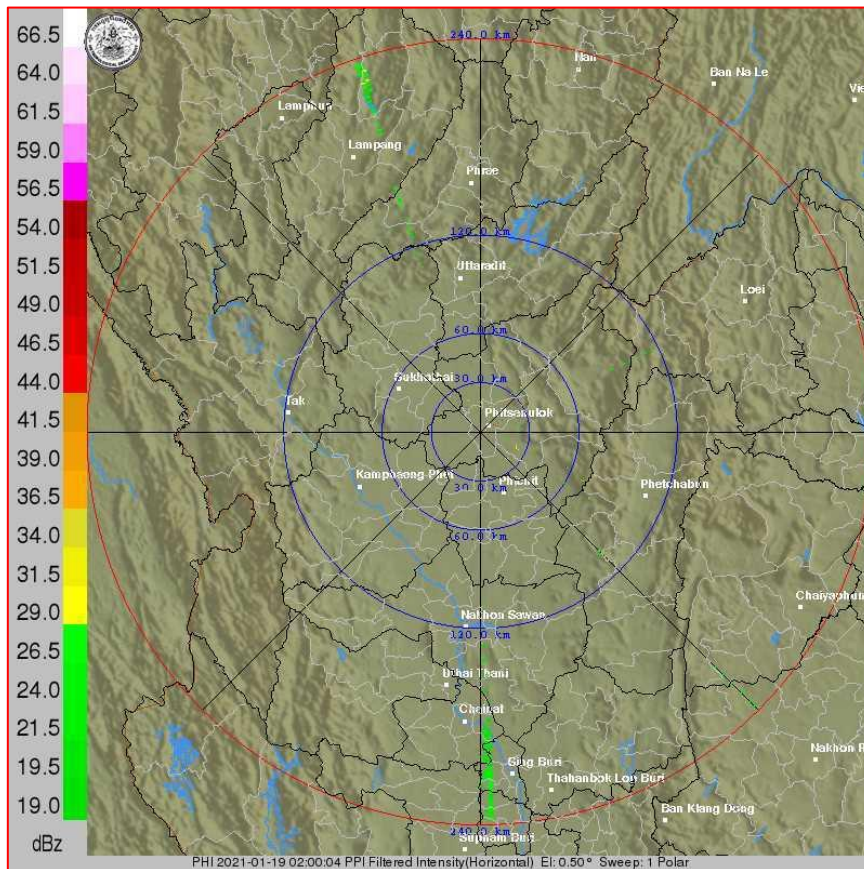 66.5
64.0
61.5
59.0
56.5
54.0
51.5
49.0
46.5
44.0
41.5
39.0
36.5
34.0
31.5
29.0
26.5
24.0
21.5
19.5
19.0
dBz
240.0 km
Nan
Ban Na Le
Vie
Lamphun
Lampang
Phree
120.0 km
Uttaradit
Loei
60.0 km
30.0 km
Sukhothai
Tak
Phitsanulok
Kamphaeng Phet
Phichit
30.0 km
Phetchabun
60.0 km
Chaiyaphum
Nakhon Sawan
120.0 km
Uthai Thani
Chainat
Sing Buri
Nakhon R
Thahanbok Lop Buri
Ban Klang Dong
240.0 km
Suphan Buri
PHI 2021-01-19 02:00:04 PPI Filtered Intensity(Horizontal) El: 0.50° Sweep: 1 Polar